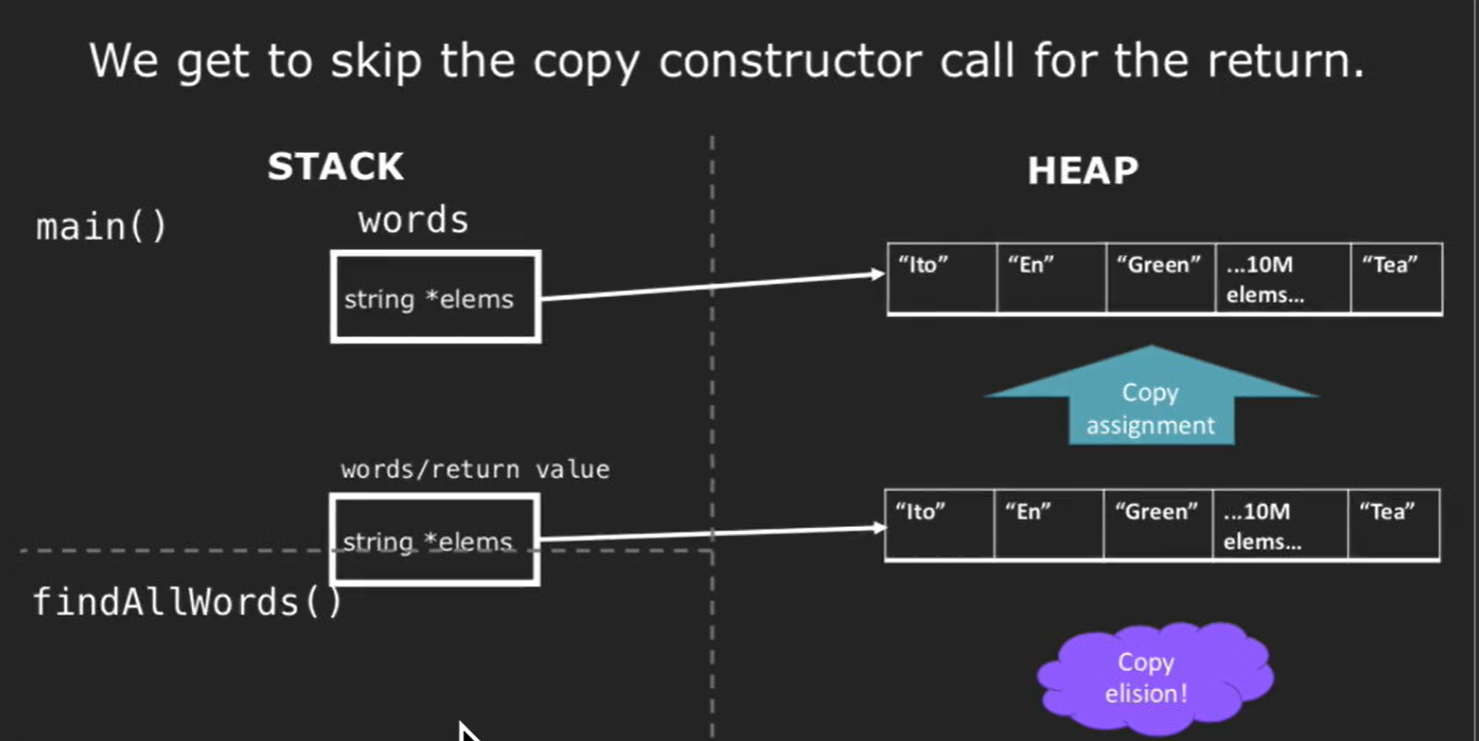 We get to skip the copy constructor call for the return.
STACK
HEAP
main()
words
string *elems
“Ito”
“En”
“Green”
...10M
elems...
“Tea”
Copy
assignment
words/return value
string *elems
“Ito”
“En”
“Green”
...10M
elems...
“Tea”
findAllWords()
Copy
elision!